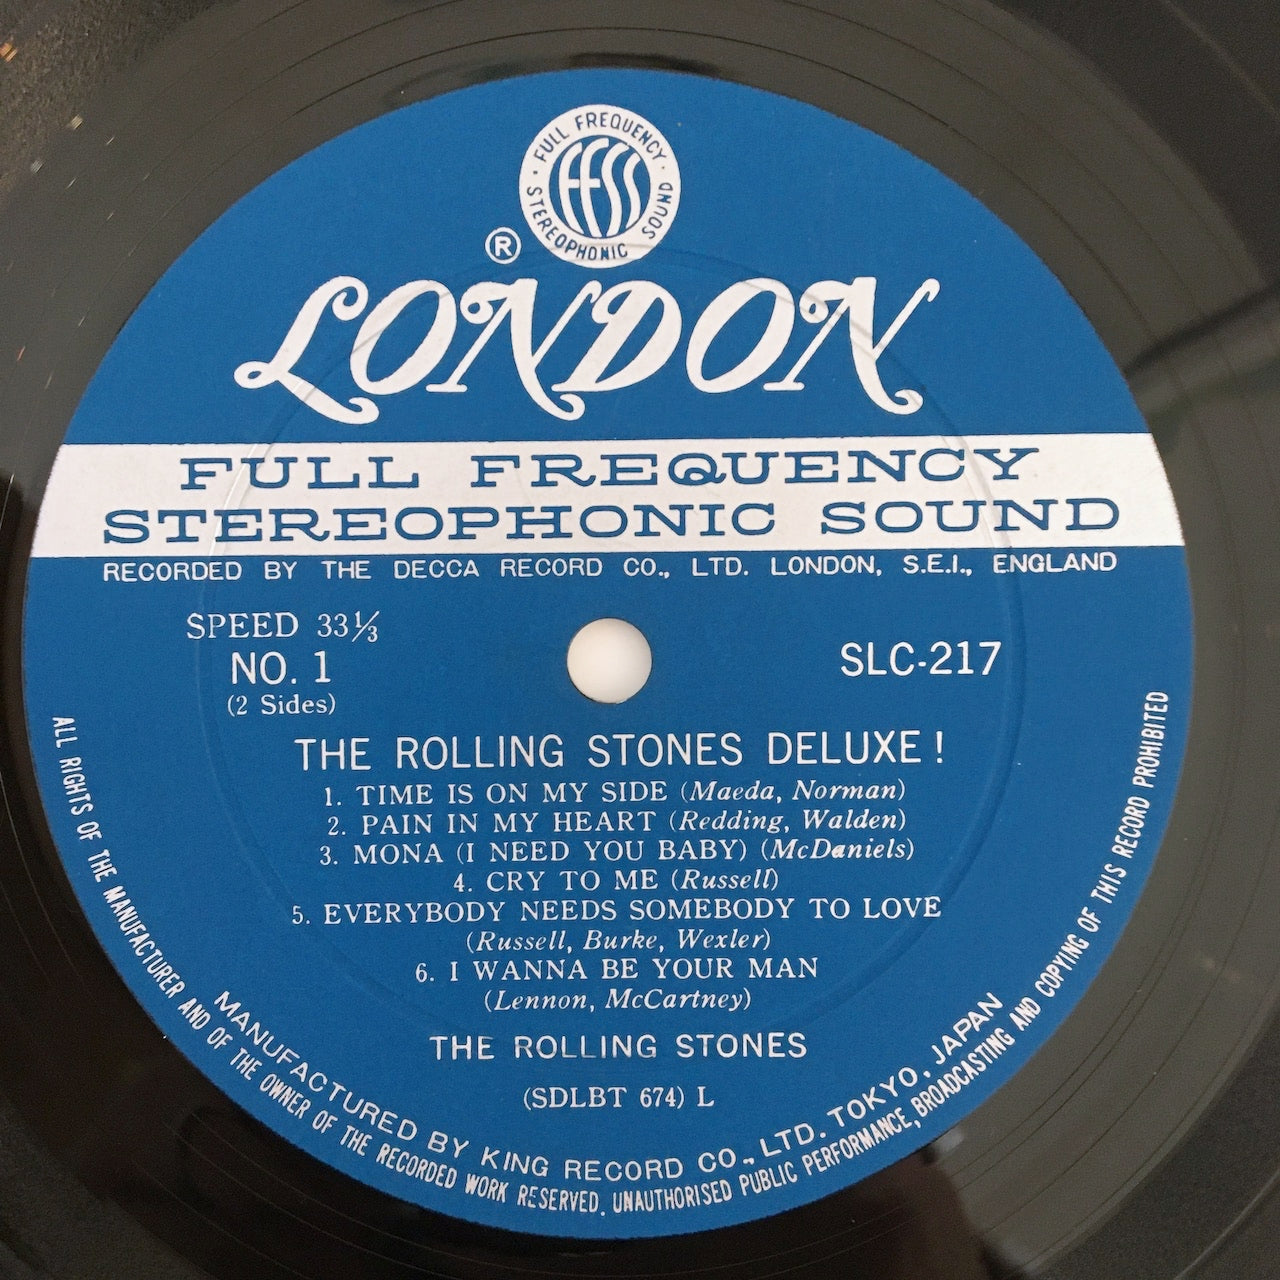 FULL FREQUENCY
STEREOPHONIC SOUND
FFSS
®
LONDON
FULL FREQUENCY
STEREOPHONIC SOUND
RECORDED BY THE DECCA RECORD CO., LTD. LONDON, S.E.I., ENGLAND
SPEED 33⅓
NO. 1
(2 Sides)
SLC-217
THE ROLLING STONES DELUXE!
1. TIME IS ON MY SIDE (Maeda, Norman)
2. PAIN IN MY HEART (Redding, Walden)
3. MONA (I NEED YOU BABY) (McDaniels)
4. CRY TO ME (Russell)
5. EVERYBODY NEEDS SOMEBODY TO LOVE
(Russell, Burke, Wexler)
6. I WANNA BE YOUR MAN
(Lennon, McCartney)
THE ROLLING STONES
(SDLBT 674) L
MANUFACTURED BY KING RECORD CO., LTD. TOKYO, JAPAN
ALL RIGHTS OF THE MANUFACTURER AND OF THE OWNER OF THE RECORDED WORK RESERVED. UNAUTHORISED PUBLIC PERFORMANCE, BROADCASTING AND COPYING OF THIS RECORD PROHIBITED